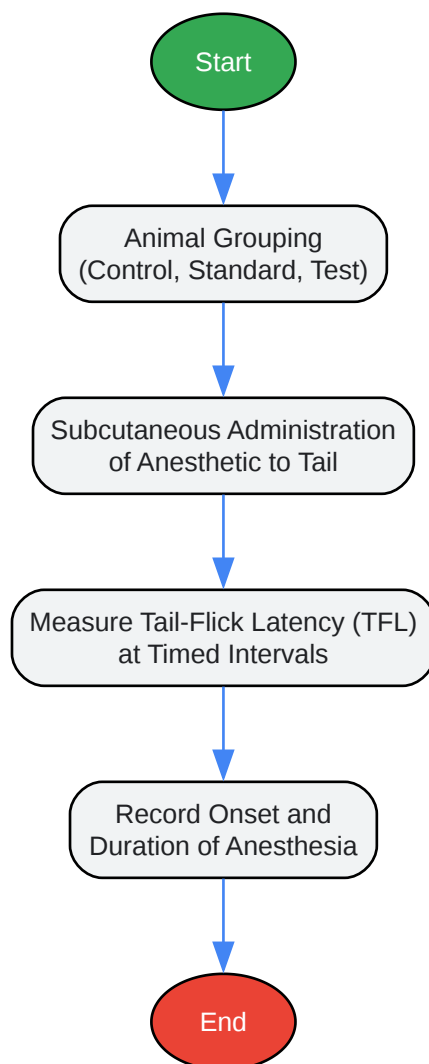 Start
Animal Grouping
(Control, Standard, Test)
Subcutaneous Administration
of Anesthetic to Tail
Measure Tail-Flick Latency (TFL)
at Timed Intervals
Record Onset and
Duration of Anesthesia
End